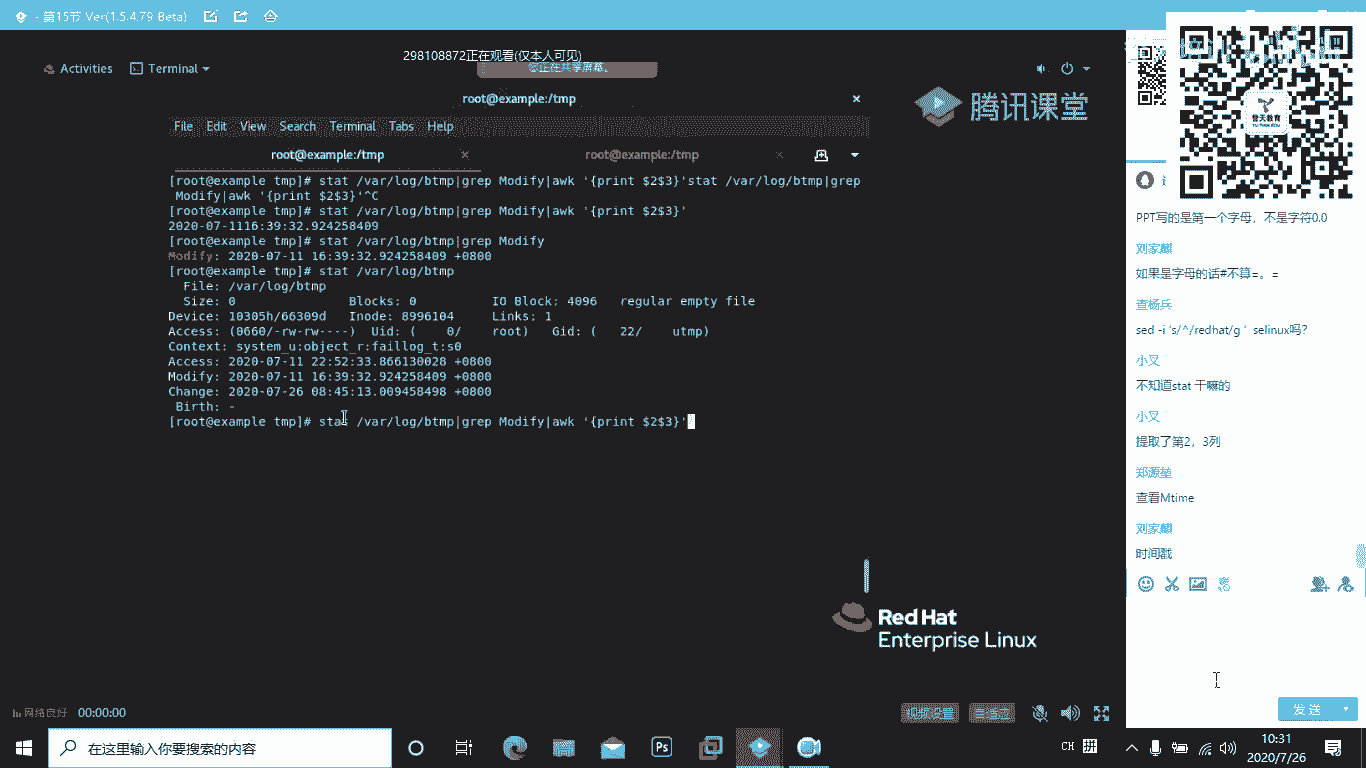 · 第15节 Ver(1.5.4.79 Beta)
298108872正在观看(仅本人可见)
您正在共享屏幕。
Activities
Terminal
腾讯课堂
root@example:/tmp
File Edit View Search Terminal Tabs Help
root@example:/tmp
root@example:/tmp
[root@example tmp]# stat /var/log/btmp|grep Modify|awk '{print $2$3}'stat /var/log/btmp|grep
Modify|awk '{print $2$3}'^C
[root@example tmp]# stat /var/log/btmp|grep Modify|awk '{print $2$3}'
2020-07-1116:39:32.924258409
[root@example tmp]# stat /var/log/btmp|grep Modify
Modify: 2020-07-11 16:39:32.924258409 +0800
[root@example tmp]# stat /var/log/btmp
File: /var/log/btmp
Size: 0 Blocks: 0 IO Block: 4096 regular empty file
Device: 10305h/66309d Inode: 8996104 Links: 1
Access: (0660/-rw-rw----) Uid: ( 0/ root) Gid: ( 22/ utmp)
Context: system_u:object_r:faillog_t:s0
Access: 2020-07-11 22:52:33.866130028 +0800
Modify: 2020-07-11 16:39:32.924258409 +0800
Change: 2020-07-26 08:45:13.009458498 +0800
Birth: -
[root@example tmp]# stat /var/log/btmp|grep Modify|awk '{print $2$3}'
Red Hat
Enterprise Linux
誉天教育
YU TIAN EDU
PPT写的是第一个字母，不是字符0.0
刘家麟
如果是字母的话#不算=。=
查杨兵
sed -i 's/^/redhat/g ' selinux吗?
小叉
不知道stat 干嘛的
小叉
提取了第2，3列
郑源堃
查看Mtime
刘家麟
时间戳
发 送
网络良好 00:00:00
视频设置
自适应
在这里输入你要搜索的内容
Ps
CH
10:31
2020/7/26